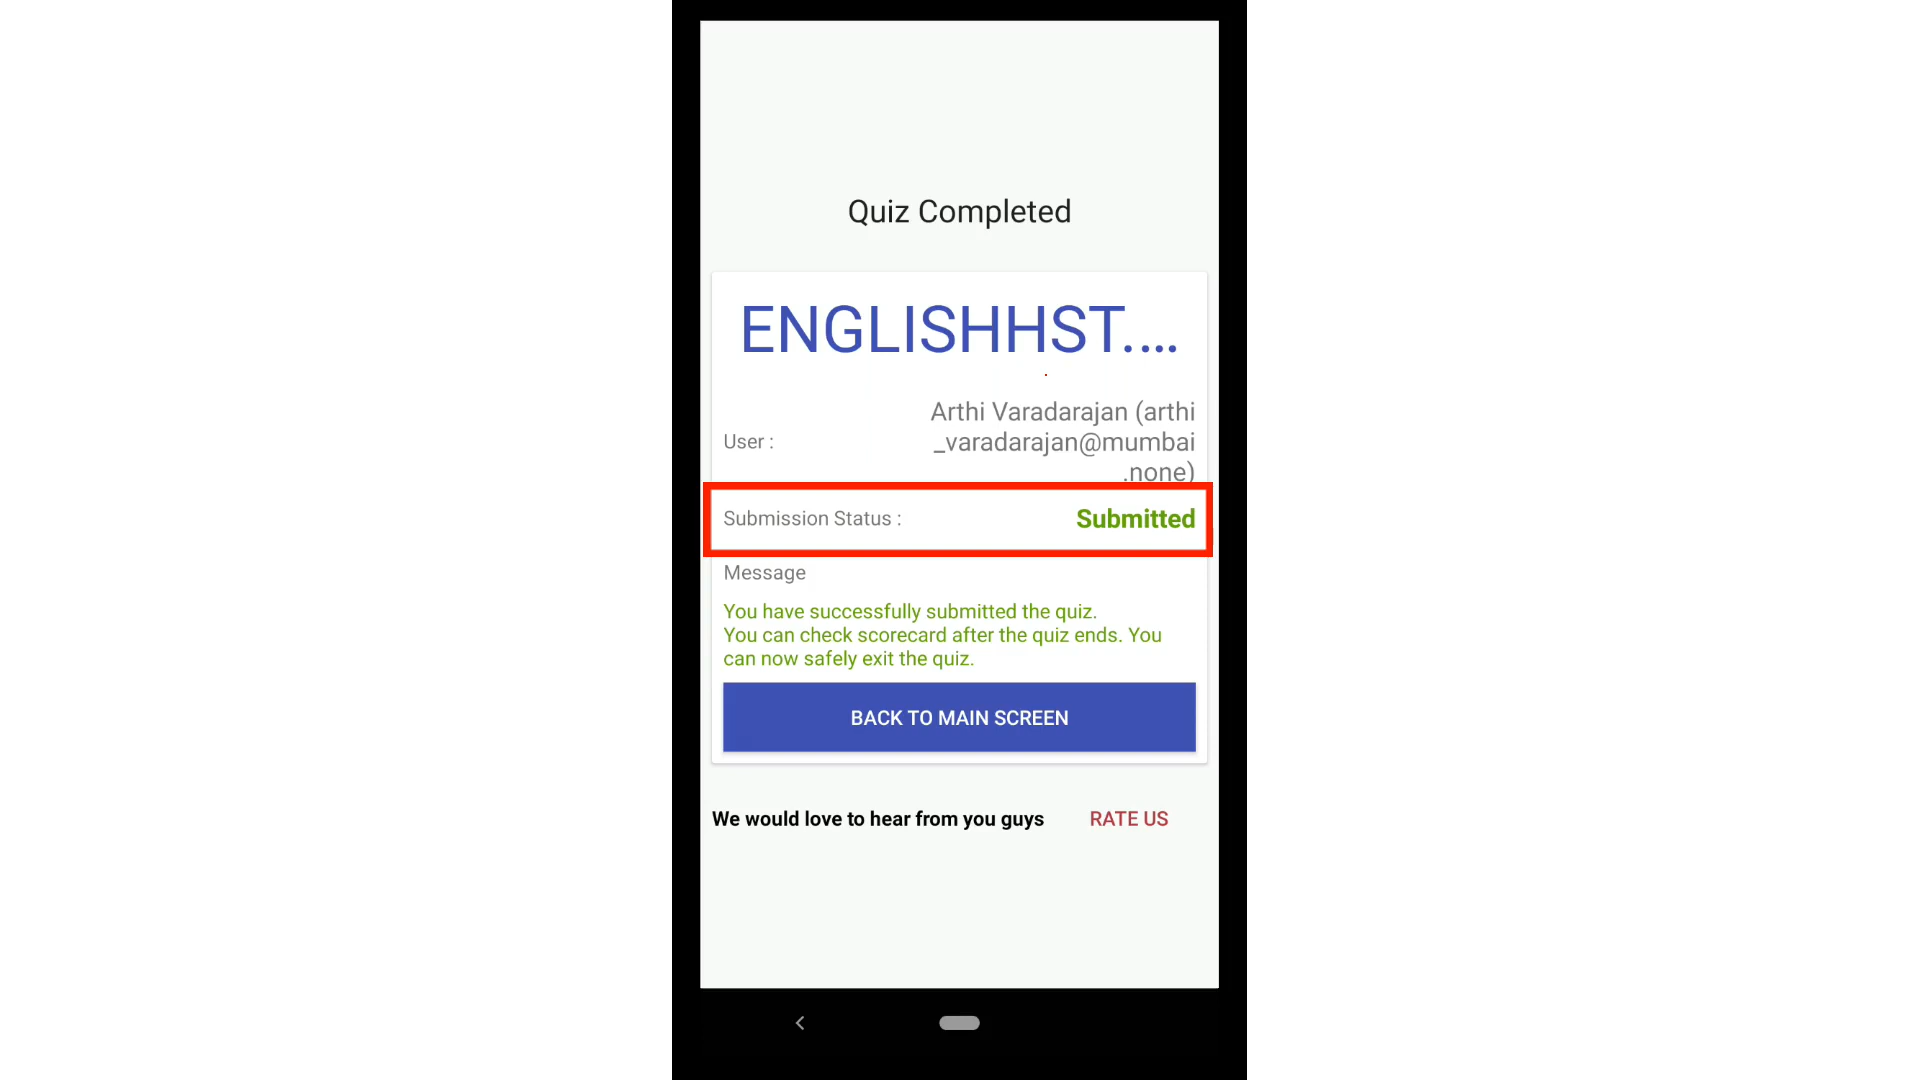 Quiz Completed
ENGLISHHST....
User :
Arthi Varadarajan (arthi
_varadarajan@mumbai
.none)
Submission Status :
Submitted
Message
You have successfully submitted the quiz.
You can check scorecard after the quiz ends. You
can now safely exit the quiz.
BACK TO MAIN SCREEN
We would love to hear from you guys
RATE US